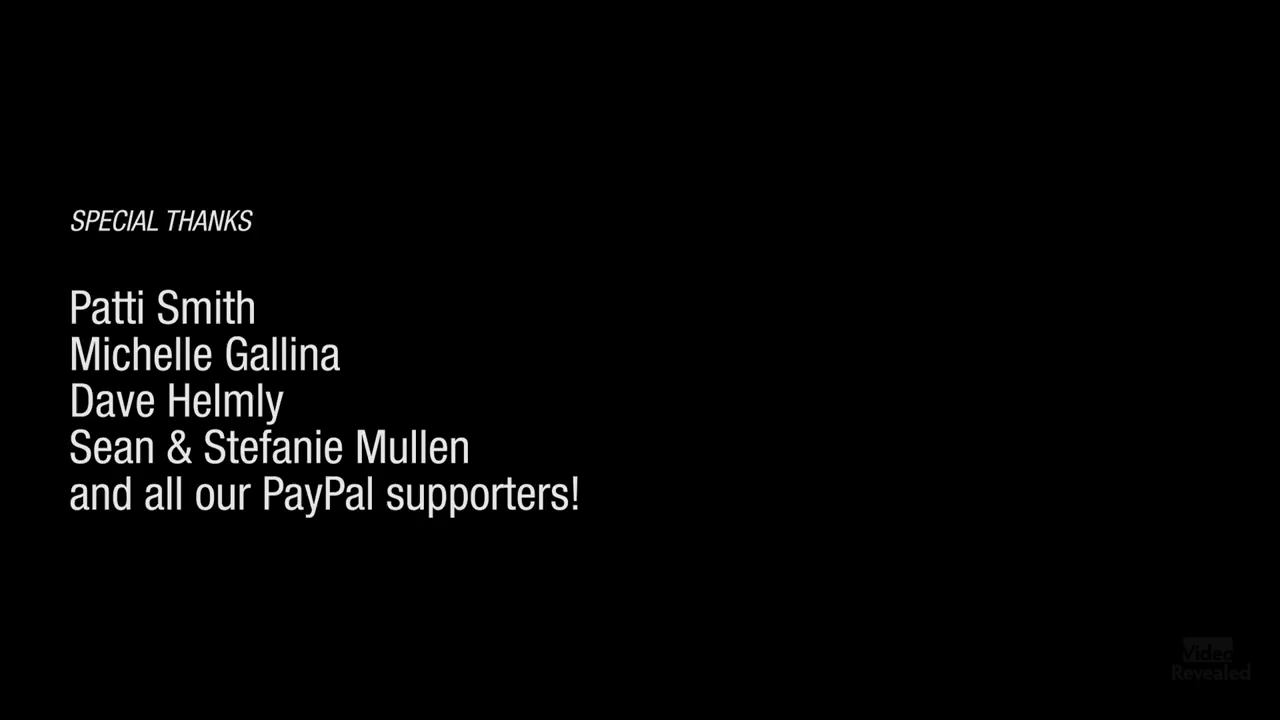 SPECIAL THANKS
Patti Smith
Michelle Gallina
Dave Helmly
Sean & Stefanie Mullen
and all our PayPal supporters!
Video
Revealed